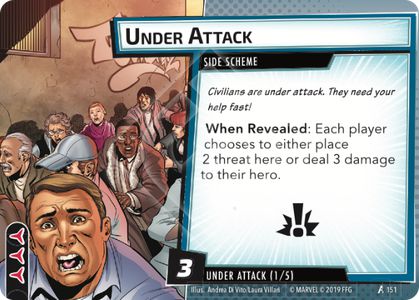 UNDER ATTACK
SIDE SCHEME
Civilians are under attack. They need your
help fast!
When Revealed: Each player
chooses to either place
2 threat here or deal 3 damage
to their hero.
3
UNDER ATTACK (1/5)
Illus. Andrea Di Vito/Laura Villari
© MARVEL © 2019 FFG
151